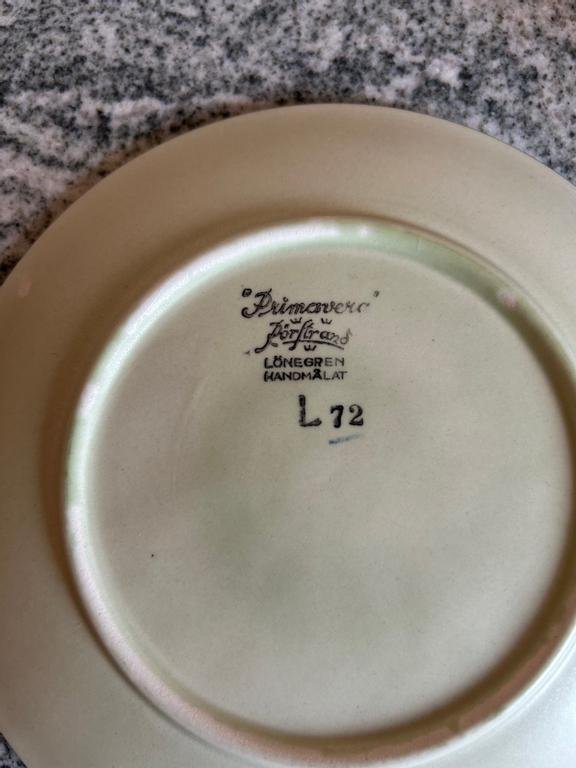 "Primavera"
Rörstrand
LÖNEGREN
HANDMÅLAT
L 72